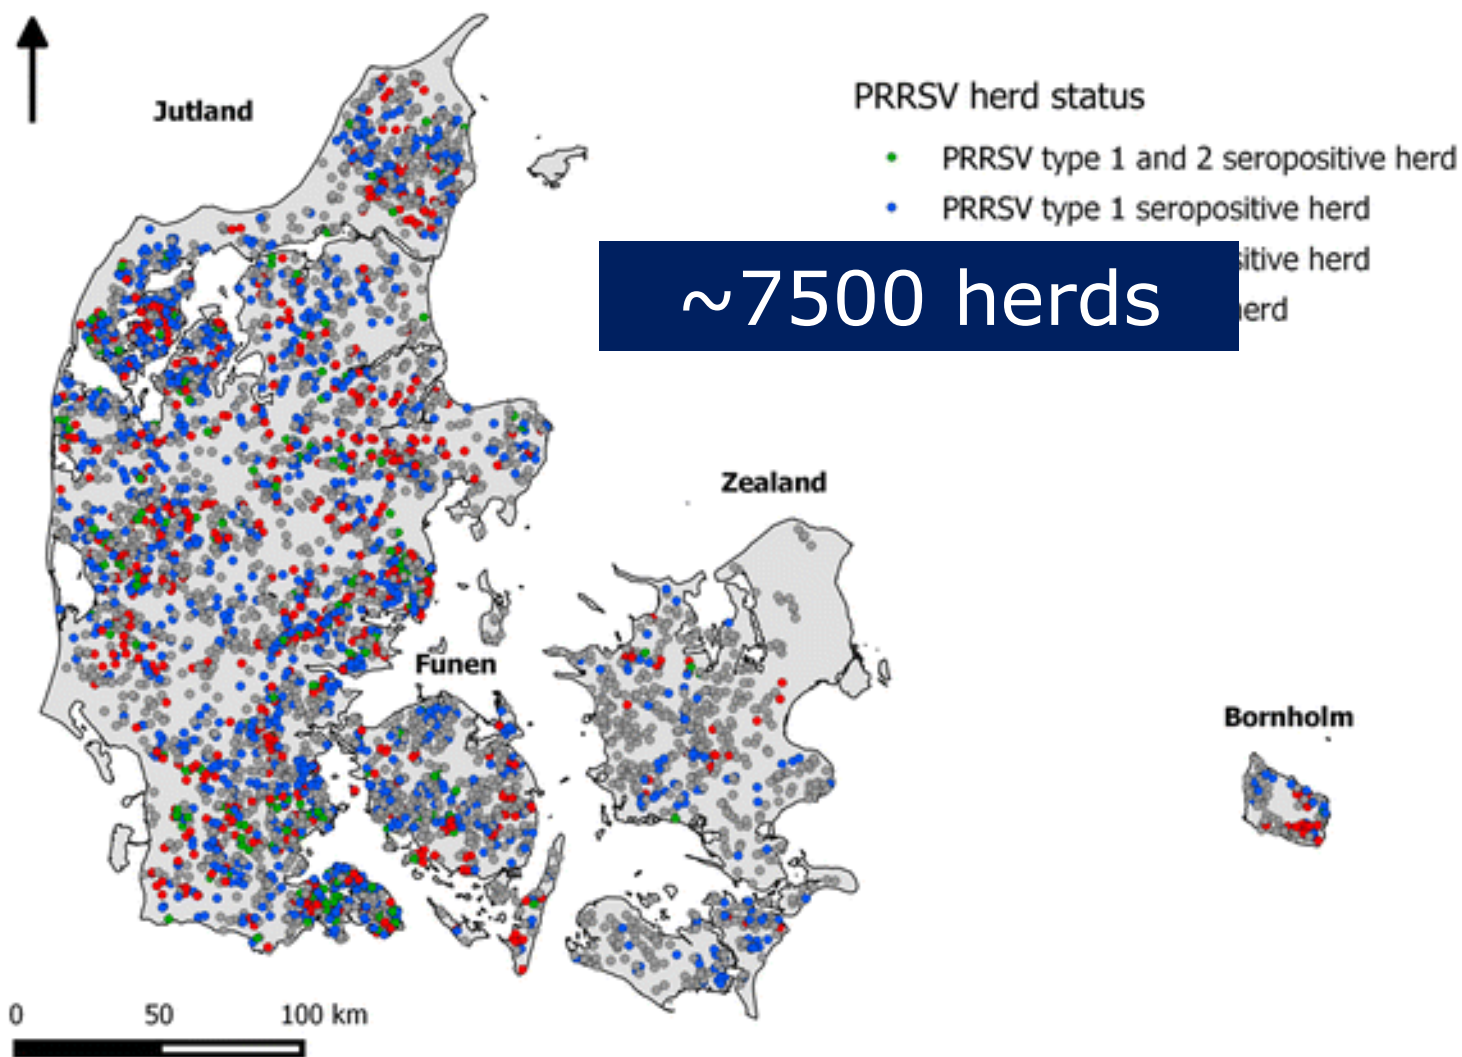 Jutland
PRRSV herd status
PRRSV type 1 and 2 seropositive herd
PRRSV type 1 seropositive herd
herd
~7500 herds
Zealand
Funen
Bornholm
0 50 100 km